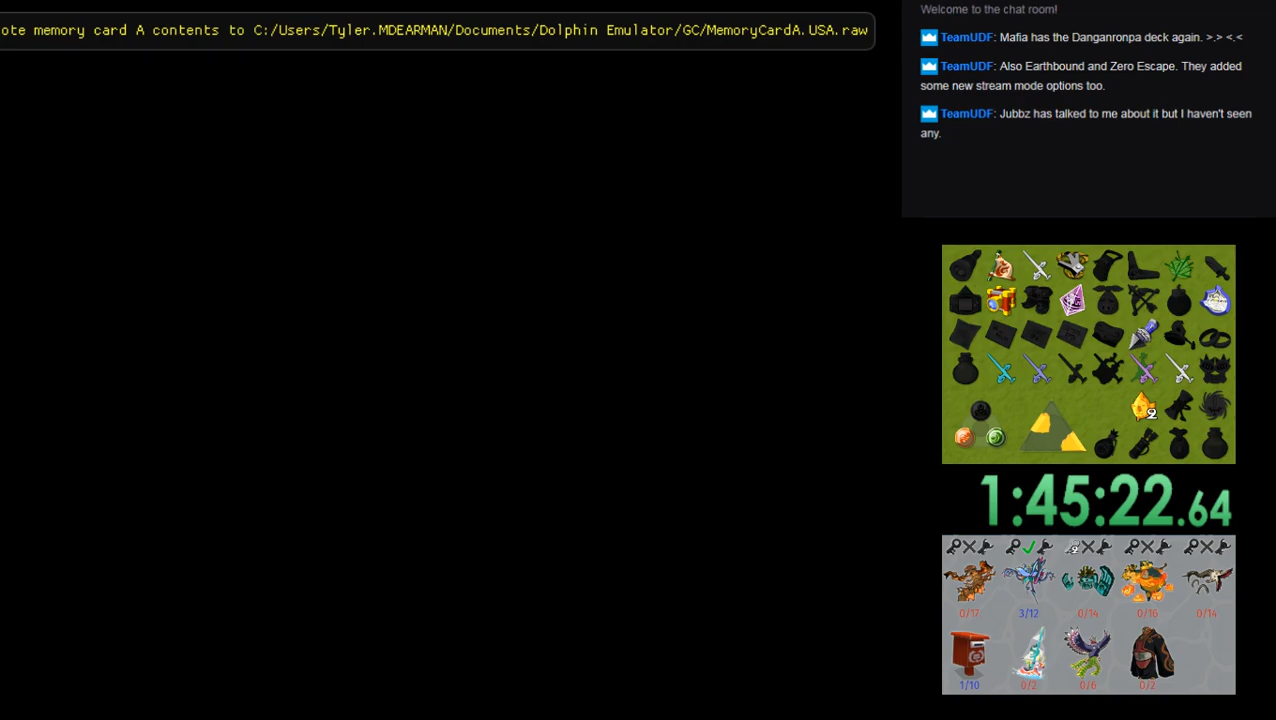 ote memory card A contents to C:/Users/Tyler.MDEARMAN/Documents/Dolphin Emulator/GC/MemoryCardA.USA.raw
Welcome to the chat room!
TeamUDF: Mafia has the Danganronpa deck again. >.> <.<
TeamUDF: Also Earthbound and Zero Escape. They added
some new stream mode options too.
TeamUDF: Jubbz has talked to me about it but I haven't seen
any.
2
1:45:22.64
2
0/17 3/12 0/14 0/16 0/14
1/10 0/2 0/6 0/2